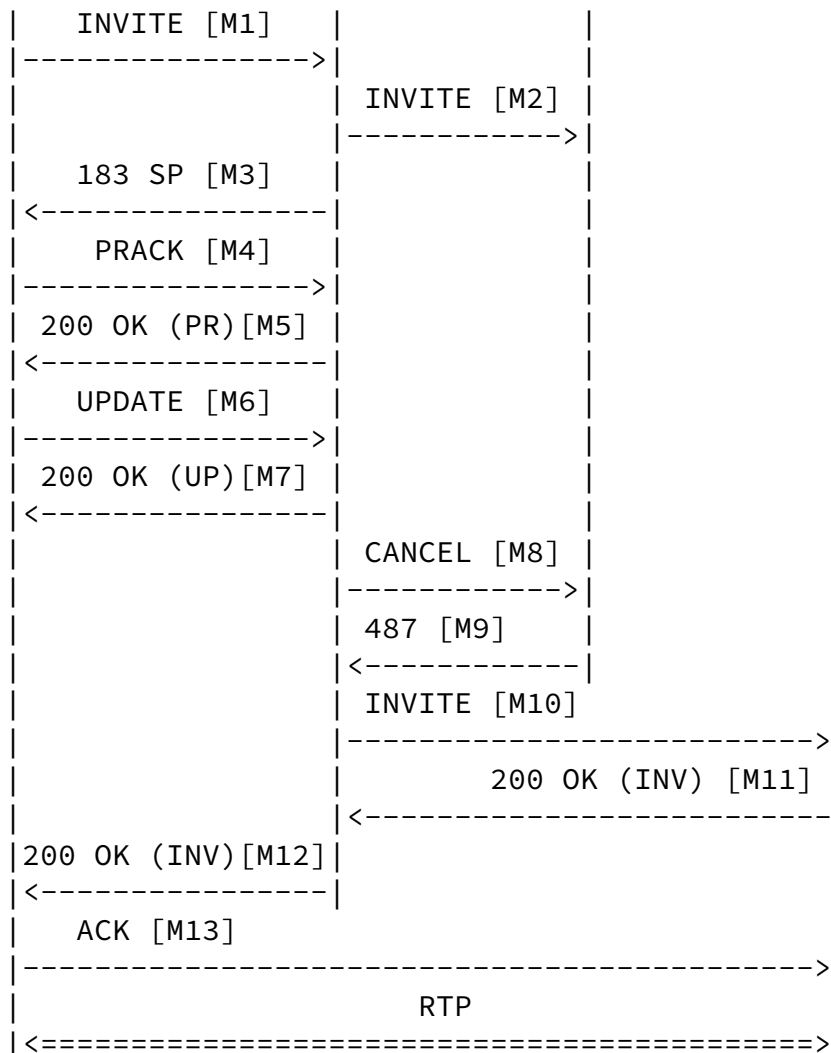 INVITE [M1]
INVITE [M2]
183 SP [M3]
PRACK [M4]
200 OK (PR)[M5]
UPDATE [M6]
200 OK (UP)[M7]
CANCEL [M8]
487 [M9]
INVITE [M10]
200 OK (INV) [M11]
200 OK (INV)[M12]
ACK [M13]
RTP